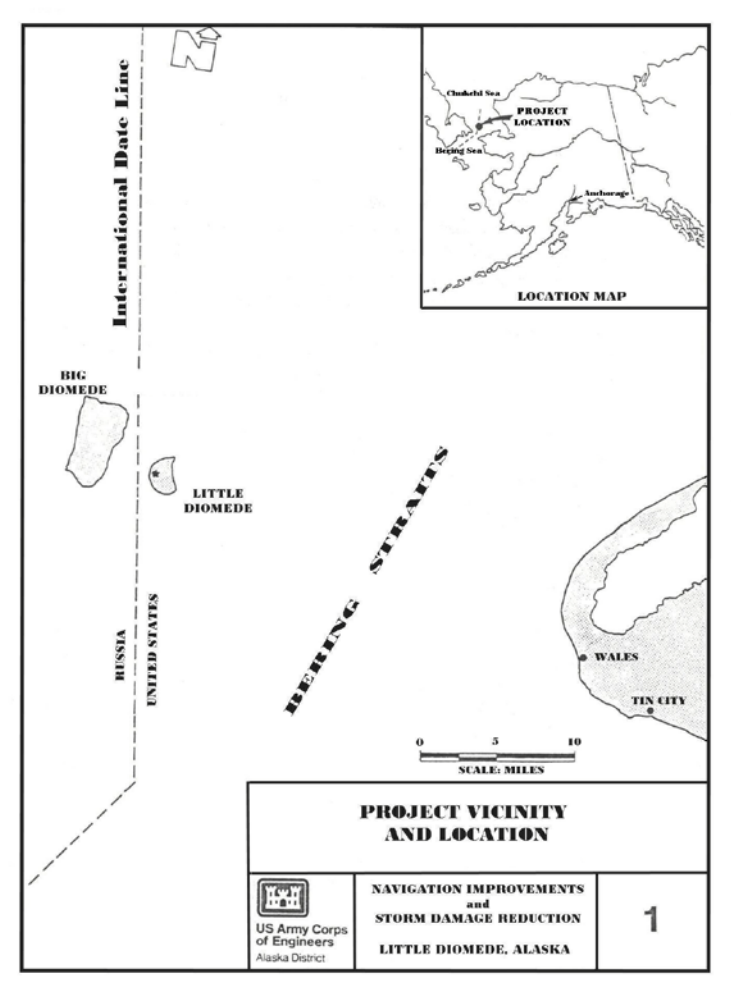 N
International Date Line
Chukchi Sea
PROJECT
LOCATION
Bering Sea
Anchorage
LOCATION MAP
BIG
DIOMEDE
LITTLE
DIOMEDE
BERING STRAITS
RUSSIA
UNITED STATES
WALES
TIN CITY
0 5 10
SCALE: MILES
PROJECT VICINITY
AND LOCATION
US Army Corps
of Engineers
Alaska District
NAVIGATION IMPROVEMENTS
and
STORM DAMAGE REDUCTION
LITTLE DIOMEDE, ALASKA
1